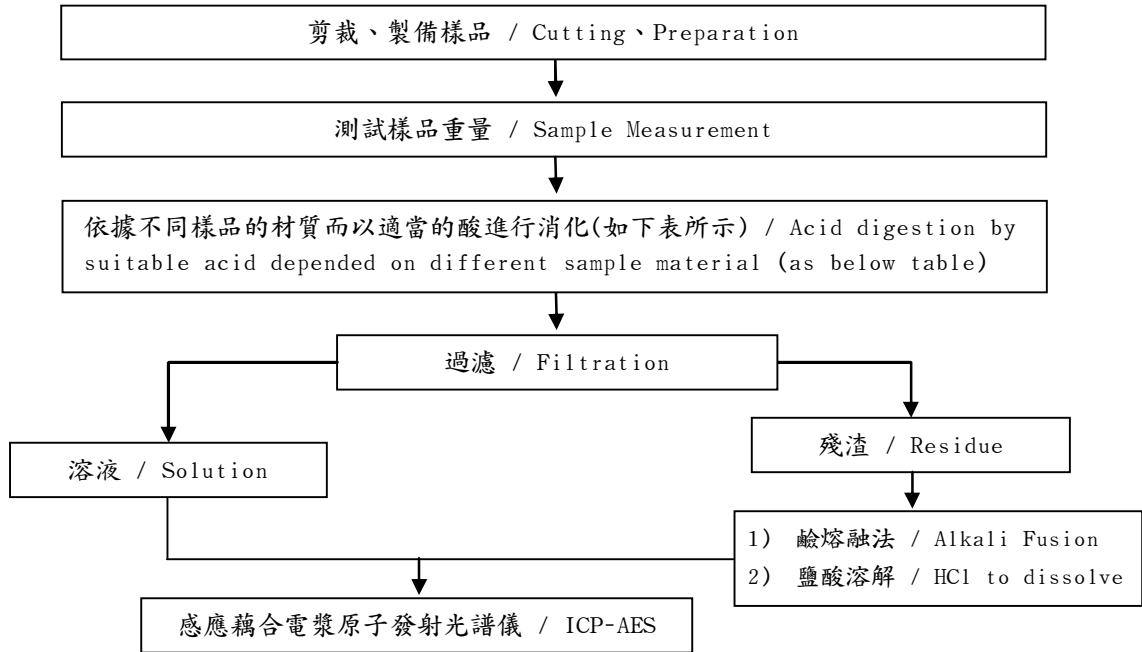 剪裁、製備樣品 / Cutting、Preparation
測試樣品重量 / Sample Measurement
依據不同樣品的材質而以適當的酸進行消化(如下表所示) / Acid digestion by
suitable acid depended on different sample material (as below table)
過濾 / Filtration
溶液 / Solution
殘渣 / Residue
1) 鹼熔融法 / Alkali Fusion
2) 鹽酸溶解 / HCl to dissolve
感應藕合電漿原子發射光譜儀 / ICP-AES